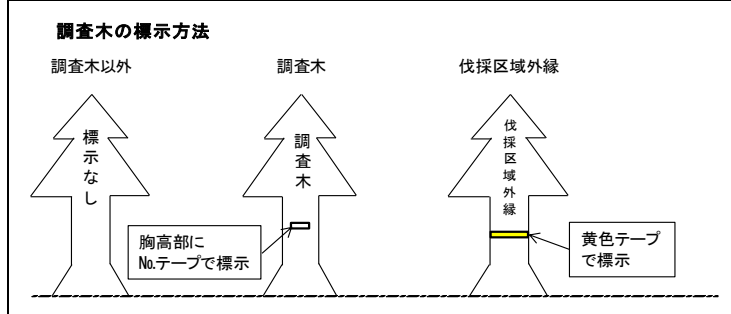 調査木の標示方法
調査木以外
調査木
伐採区域外縁
標示なし
調査木
伐採区域外縁
胸高部に
№テープで標示
黄色テープ
で標示